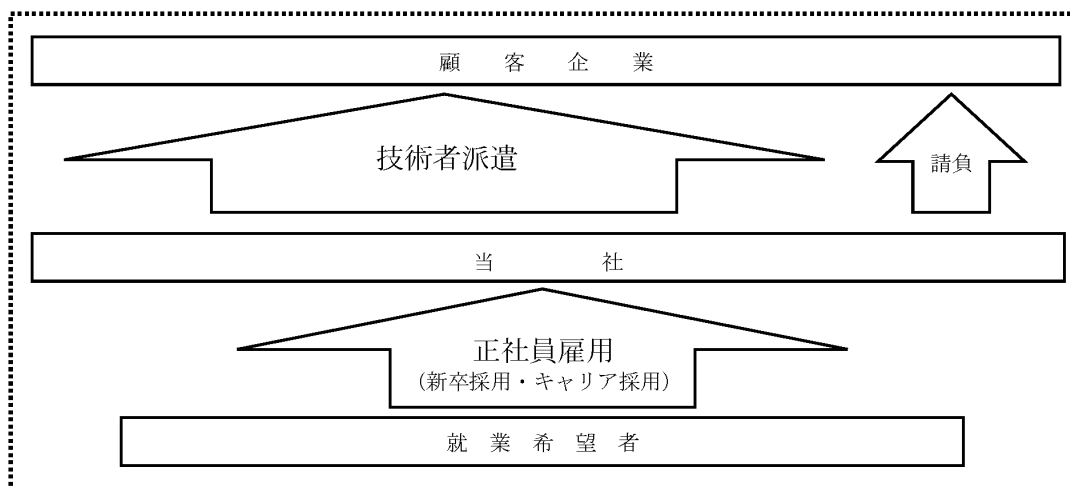 顧客企業
技術者派遣
請負
当社
正社員雇用
（新卒採用・キャリア採用）
就業希望者